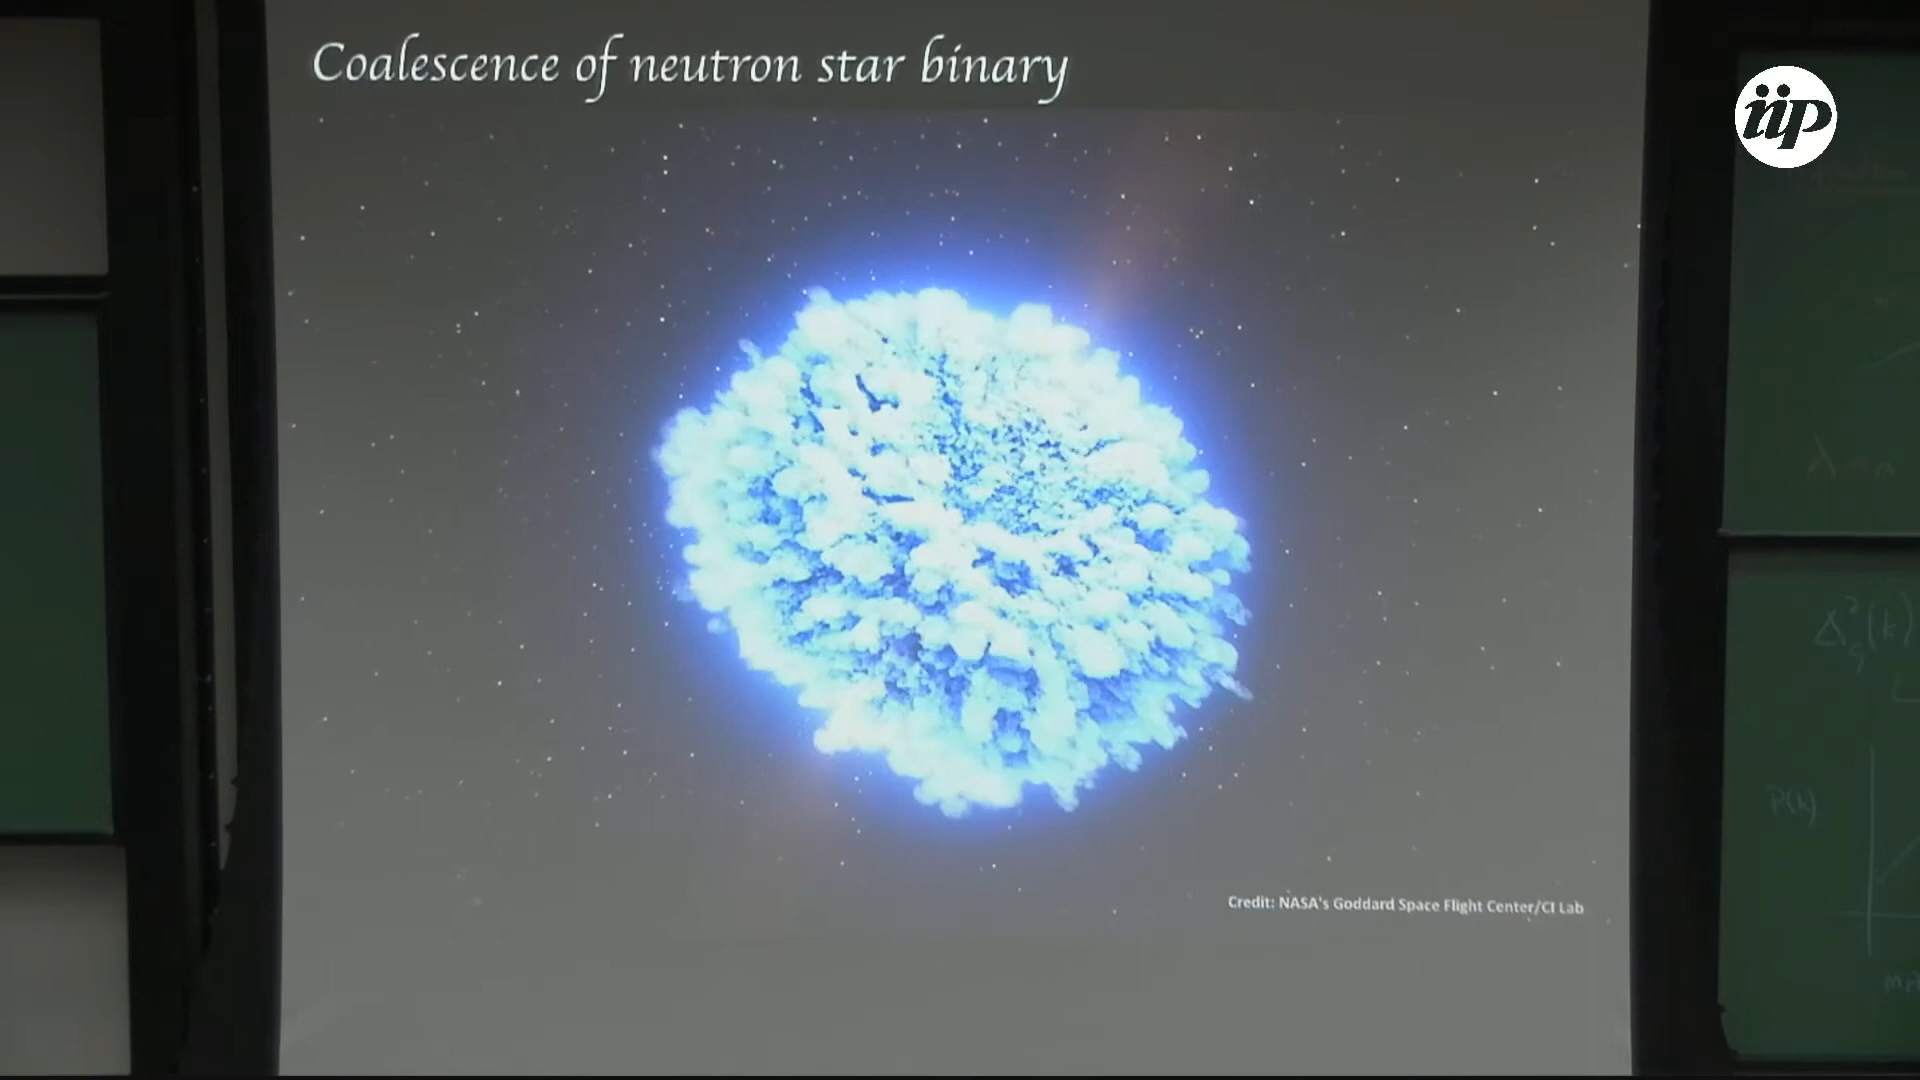 Coalescence of neutron star binary
iip
Credit: NASA's Goddard Space Flight Center/CI Lab
P(k)